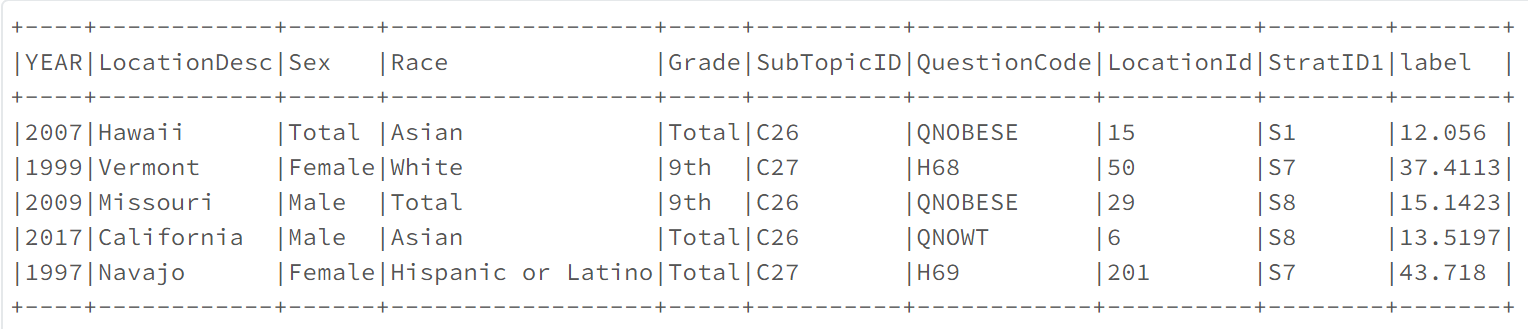 +----+------------+------+------------------+-----+----------+------------+----------+--------+-------+
|YEAR|LocationDesc|Sex   |Race              |Grade|SubTopicID|QuestionCode|LocationId|StratID1|label  |
+----+------------+------+------------------+-----+----------+------------+----------+--------+-------+
|2007|Hawaii      |Total |Asian             |Total|C26       |QNOBESE     |15        |S1      |12.056 |
|1999|Vermont     |Female|White             |9th  |C27       |H68         |50        |S7      |37.4113|
|2009|Missouri    |Male  |Total             |9th  |C26       |QNOBESE     |29        |S8      |15.1423|
|2017|California  |Male  |Asian             |Total|C26       |QNOWT       |6         |S8      |13.5197|
|1997|Navajo      |Female|Hispanic or Latino|Total|C27       |H69         |201       |S7      |43.718 |
+----+------------+------+------------------+-----+----------+------------+----------+--------+-------+